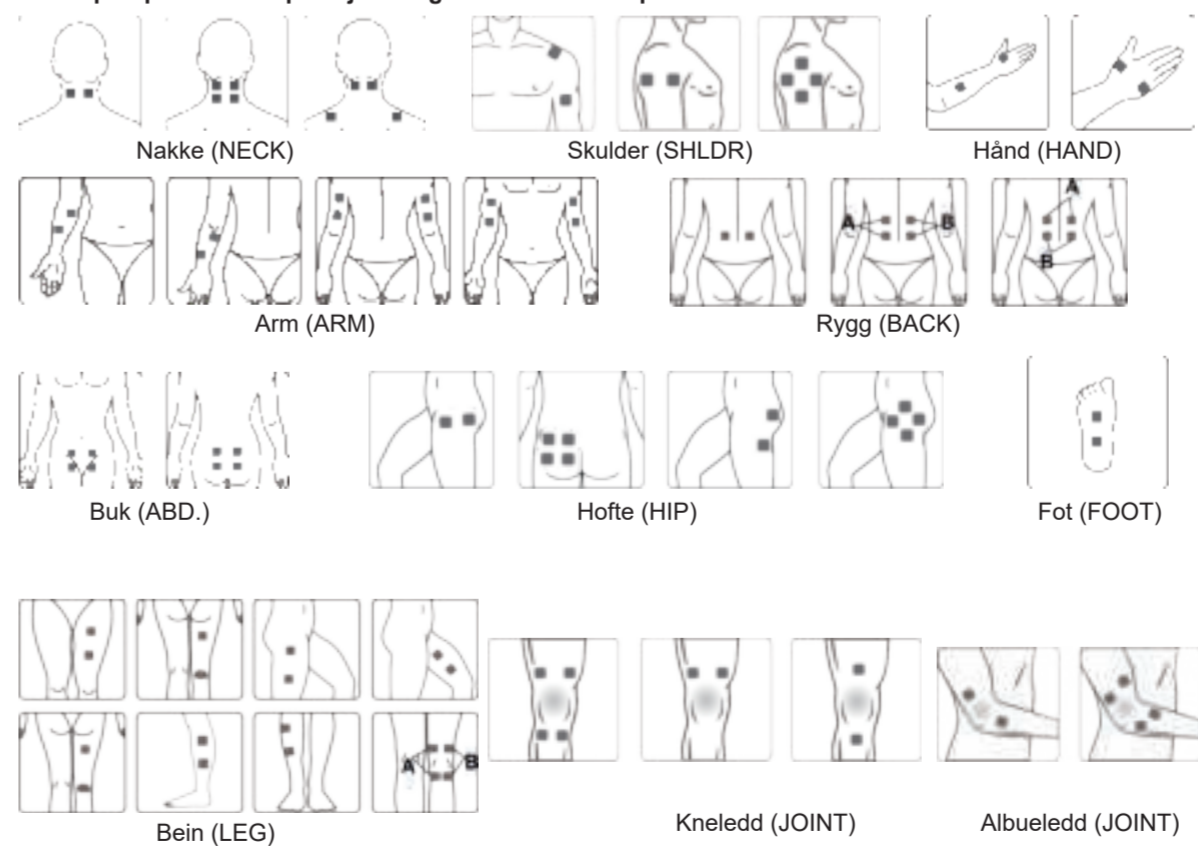 Nakke (NECK)
Skulder (SHLDR)
Hånd (HAND)
A
A
B
B
Arm (ARM)
Rygg (BACK)
Buk (ABD.)
Hofte (HIP)
Fot (FOOT)
A
B
Kneledd (JOINT)
Albueledd (JOINT)
Bein (LEG)